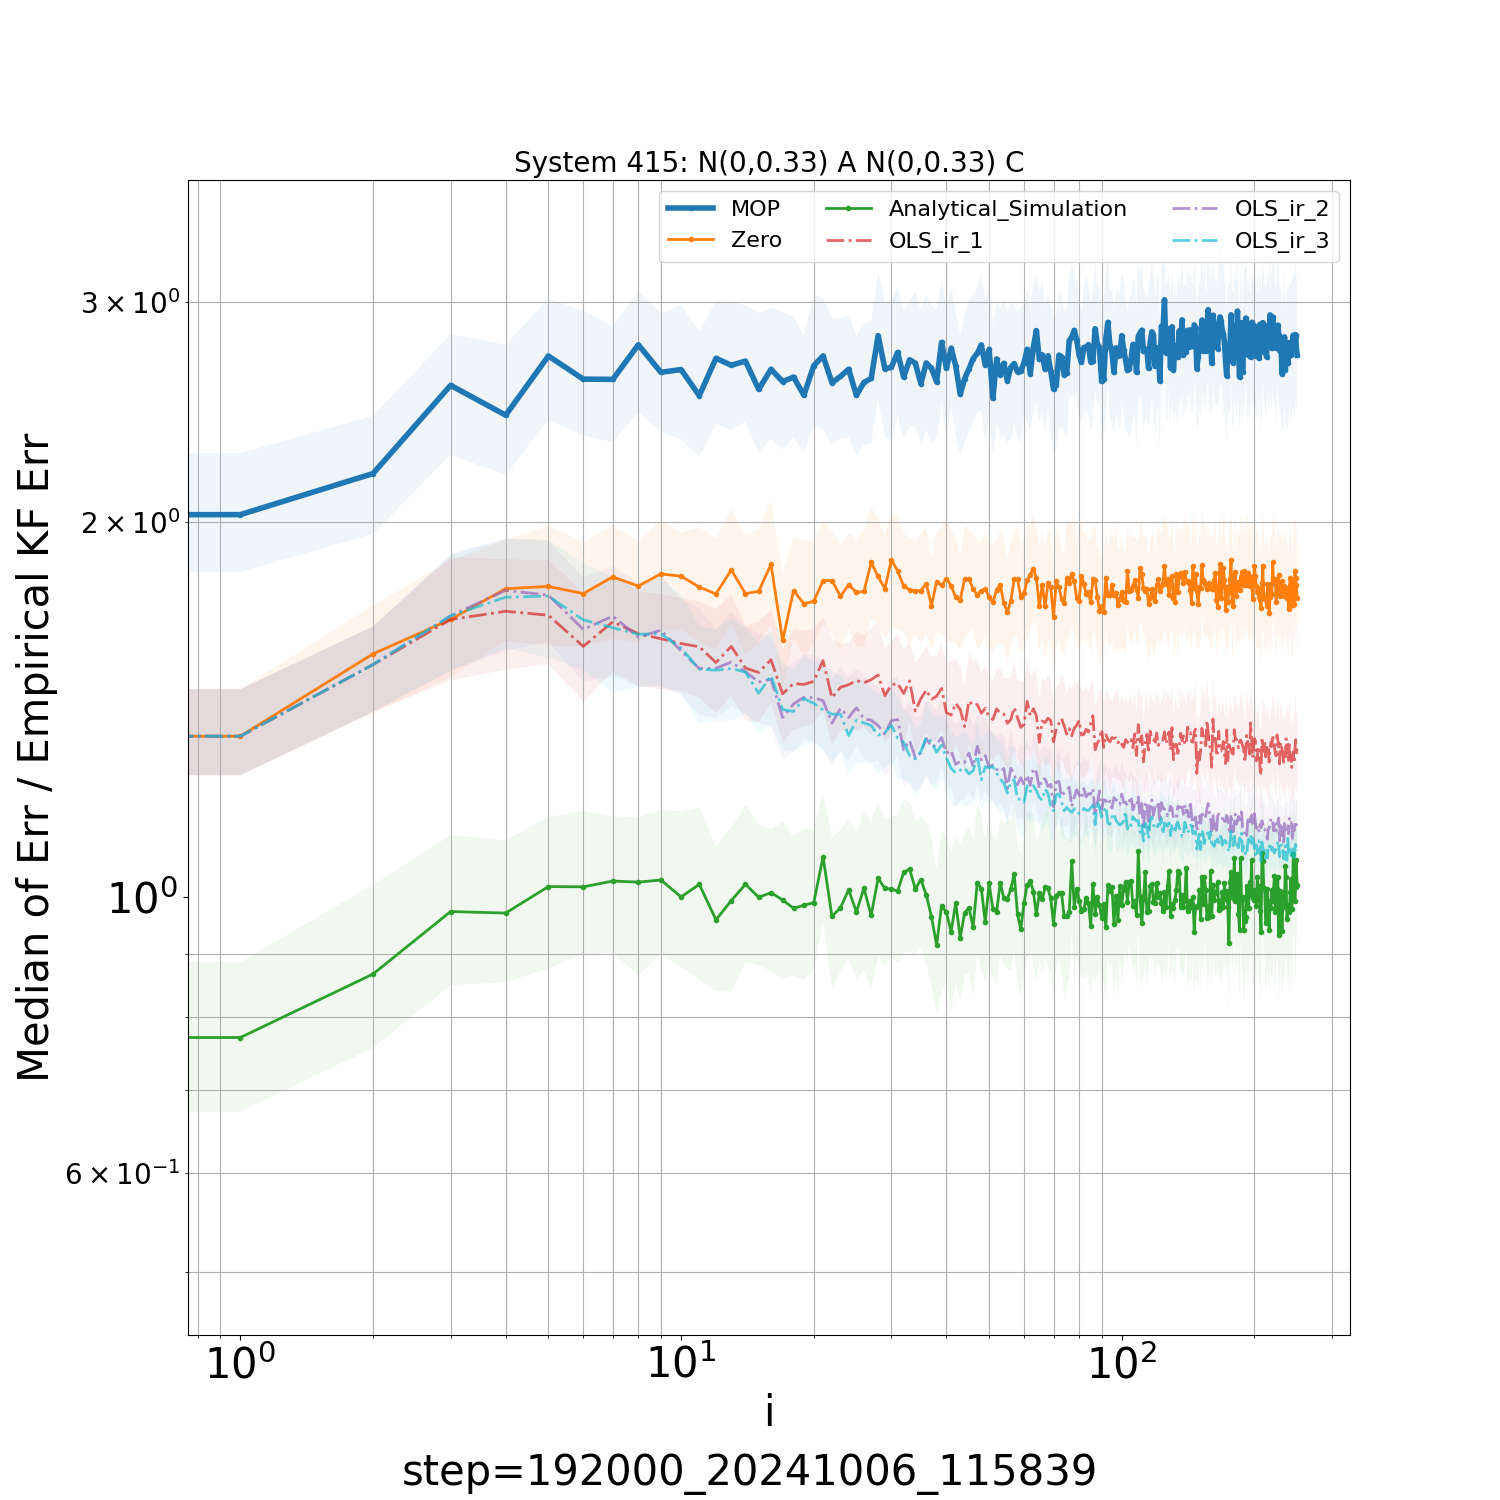 System 415: N(0,0.33) A N(0,0.33) C
MOP
Zero
Analytical_Simulation
OLS_ir_1
OLS_ir_2
OLS_ir_3
Median of Err / Empirical KF Err
3 × 10⁰
2 × 10⁰
10⁰
6 × 10⁻¹
10⁰ 10¹ 10²
i
step=192000_20241006_115839